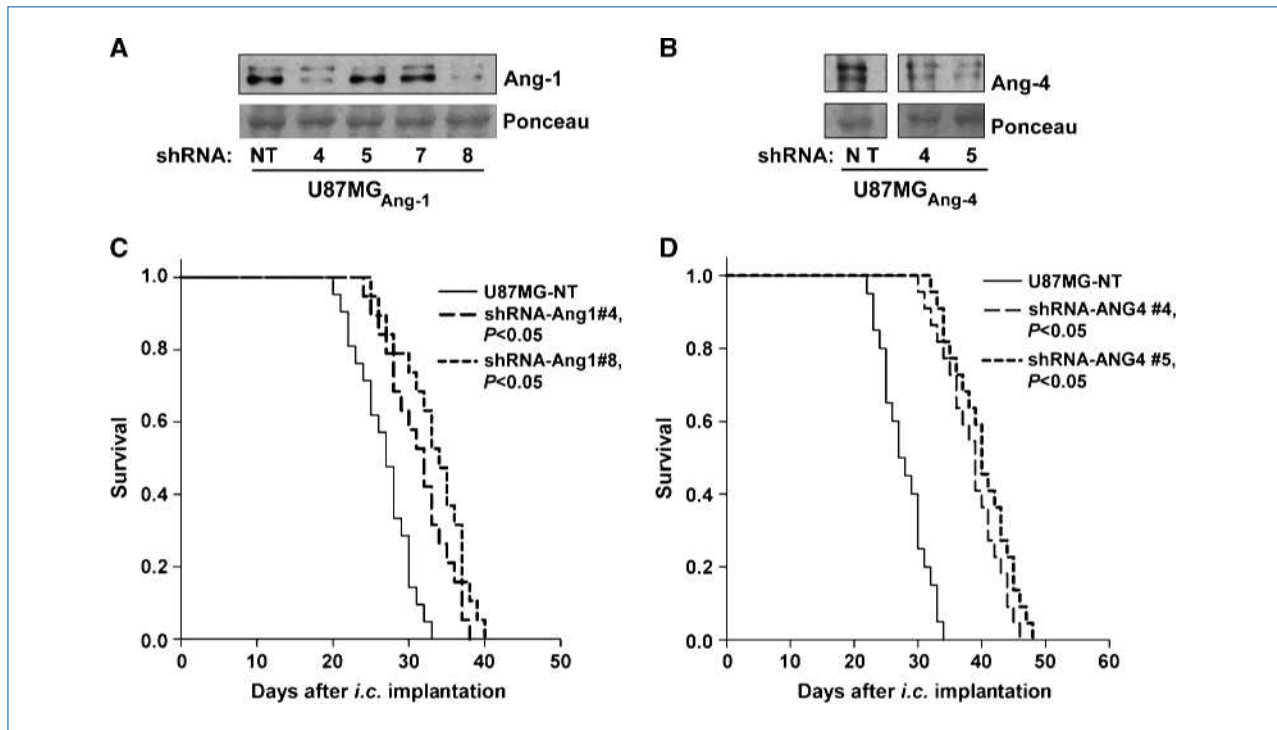 A
Ang-1
Ponceau
shRNA: NT 4 5 7 8
U87MGAng-1
B
Ang-4
Ponceau
shRNA: N T 4 5
U87MGAng-4
C
1.0
0.8
0.6
0.4
0.2
0.0
Survival
0 10 20 30 40 50
Days after i.c. implantation
U87MG-NT
shRNA-Ang1#4,
P<0.05
shRNA-Ang1#8,
P<0.05
D
1.0
0.8
0.6
0.4
0.2
0.0
Survival
0 10 20 30 40 50 60
Days after i.c. implantation
U87MG-NT
shRNA-ANG4 #4,
P<0.05
shRNA-ANG4 #5,
P<0.05